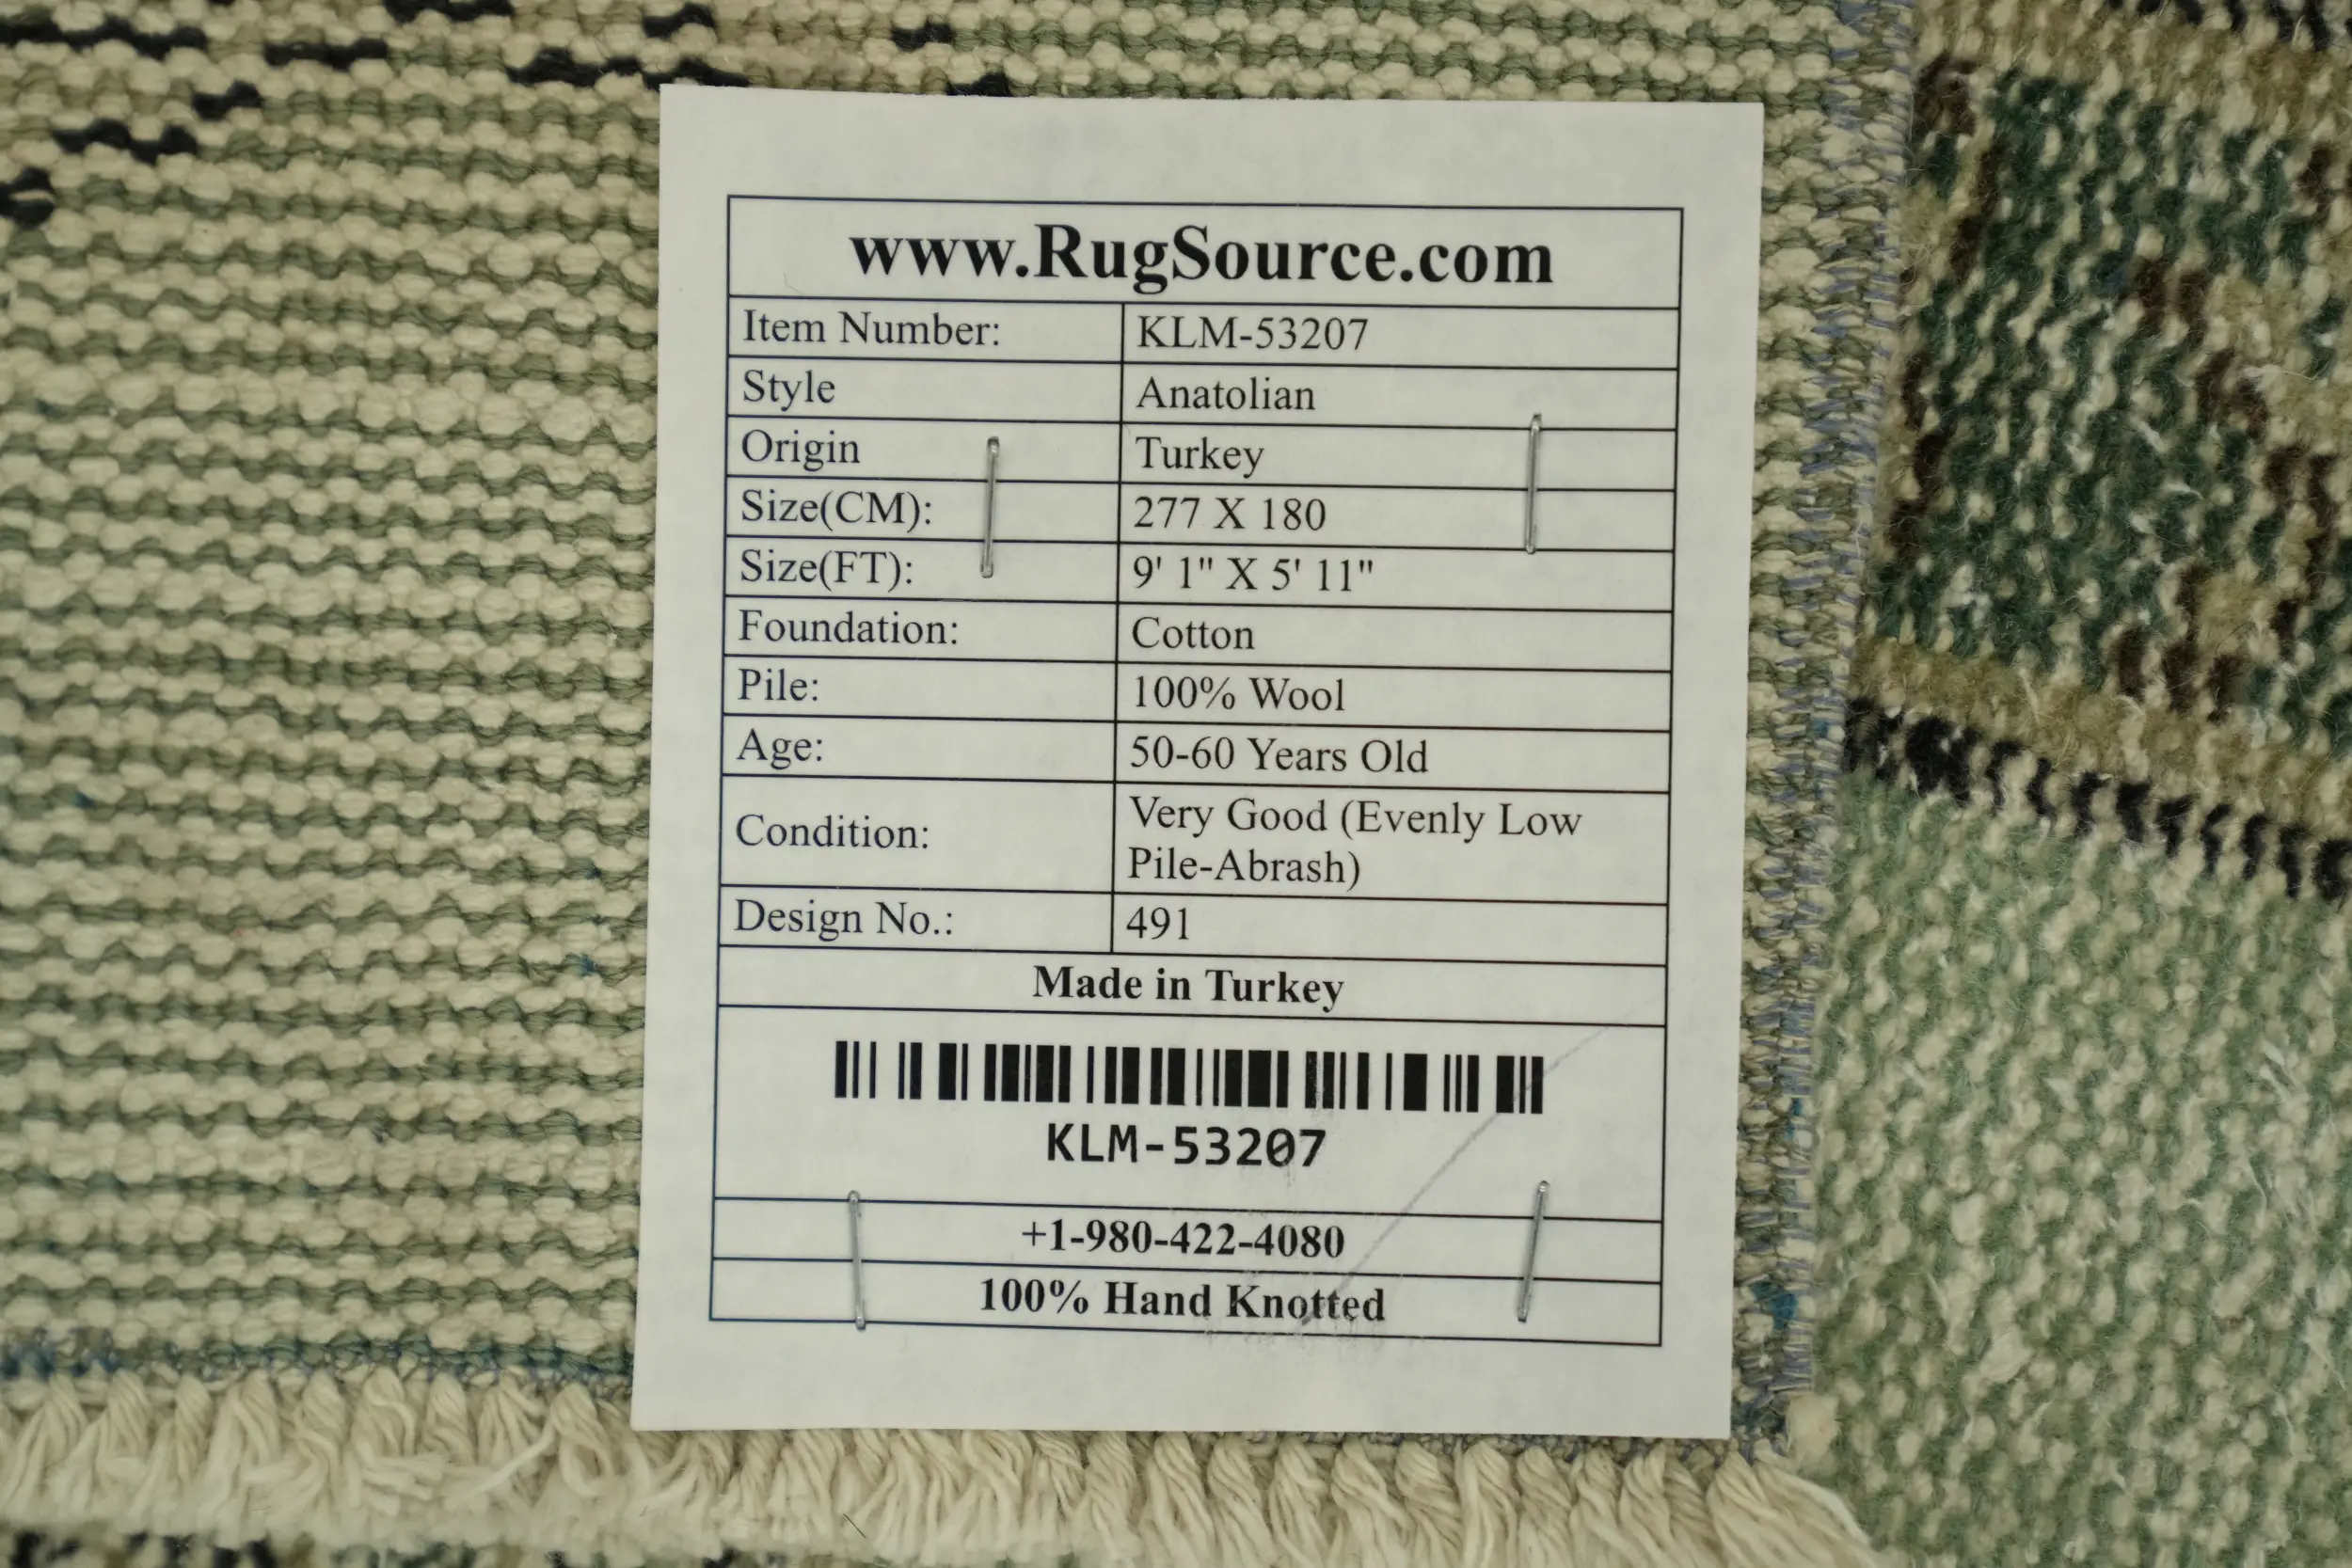 www.RugSource.com
Item Number: KLM-53207
Style Anatolian
Origin Turkey
Size(CM): 277 X 180
Size(FT): 9' 1" X 5' 11"
Foundation: Cotton
Pile: 100% Wool
Age: 50-60 Years Old
Condition: Very Good (Evenly Low
Pile-Abrash)
Design No.: 491
Made in Turkey
KLM-53207
+1-980-422-4080
100% Hand Knotted